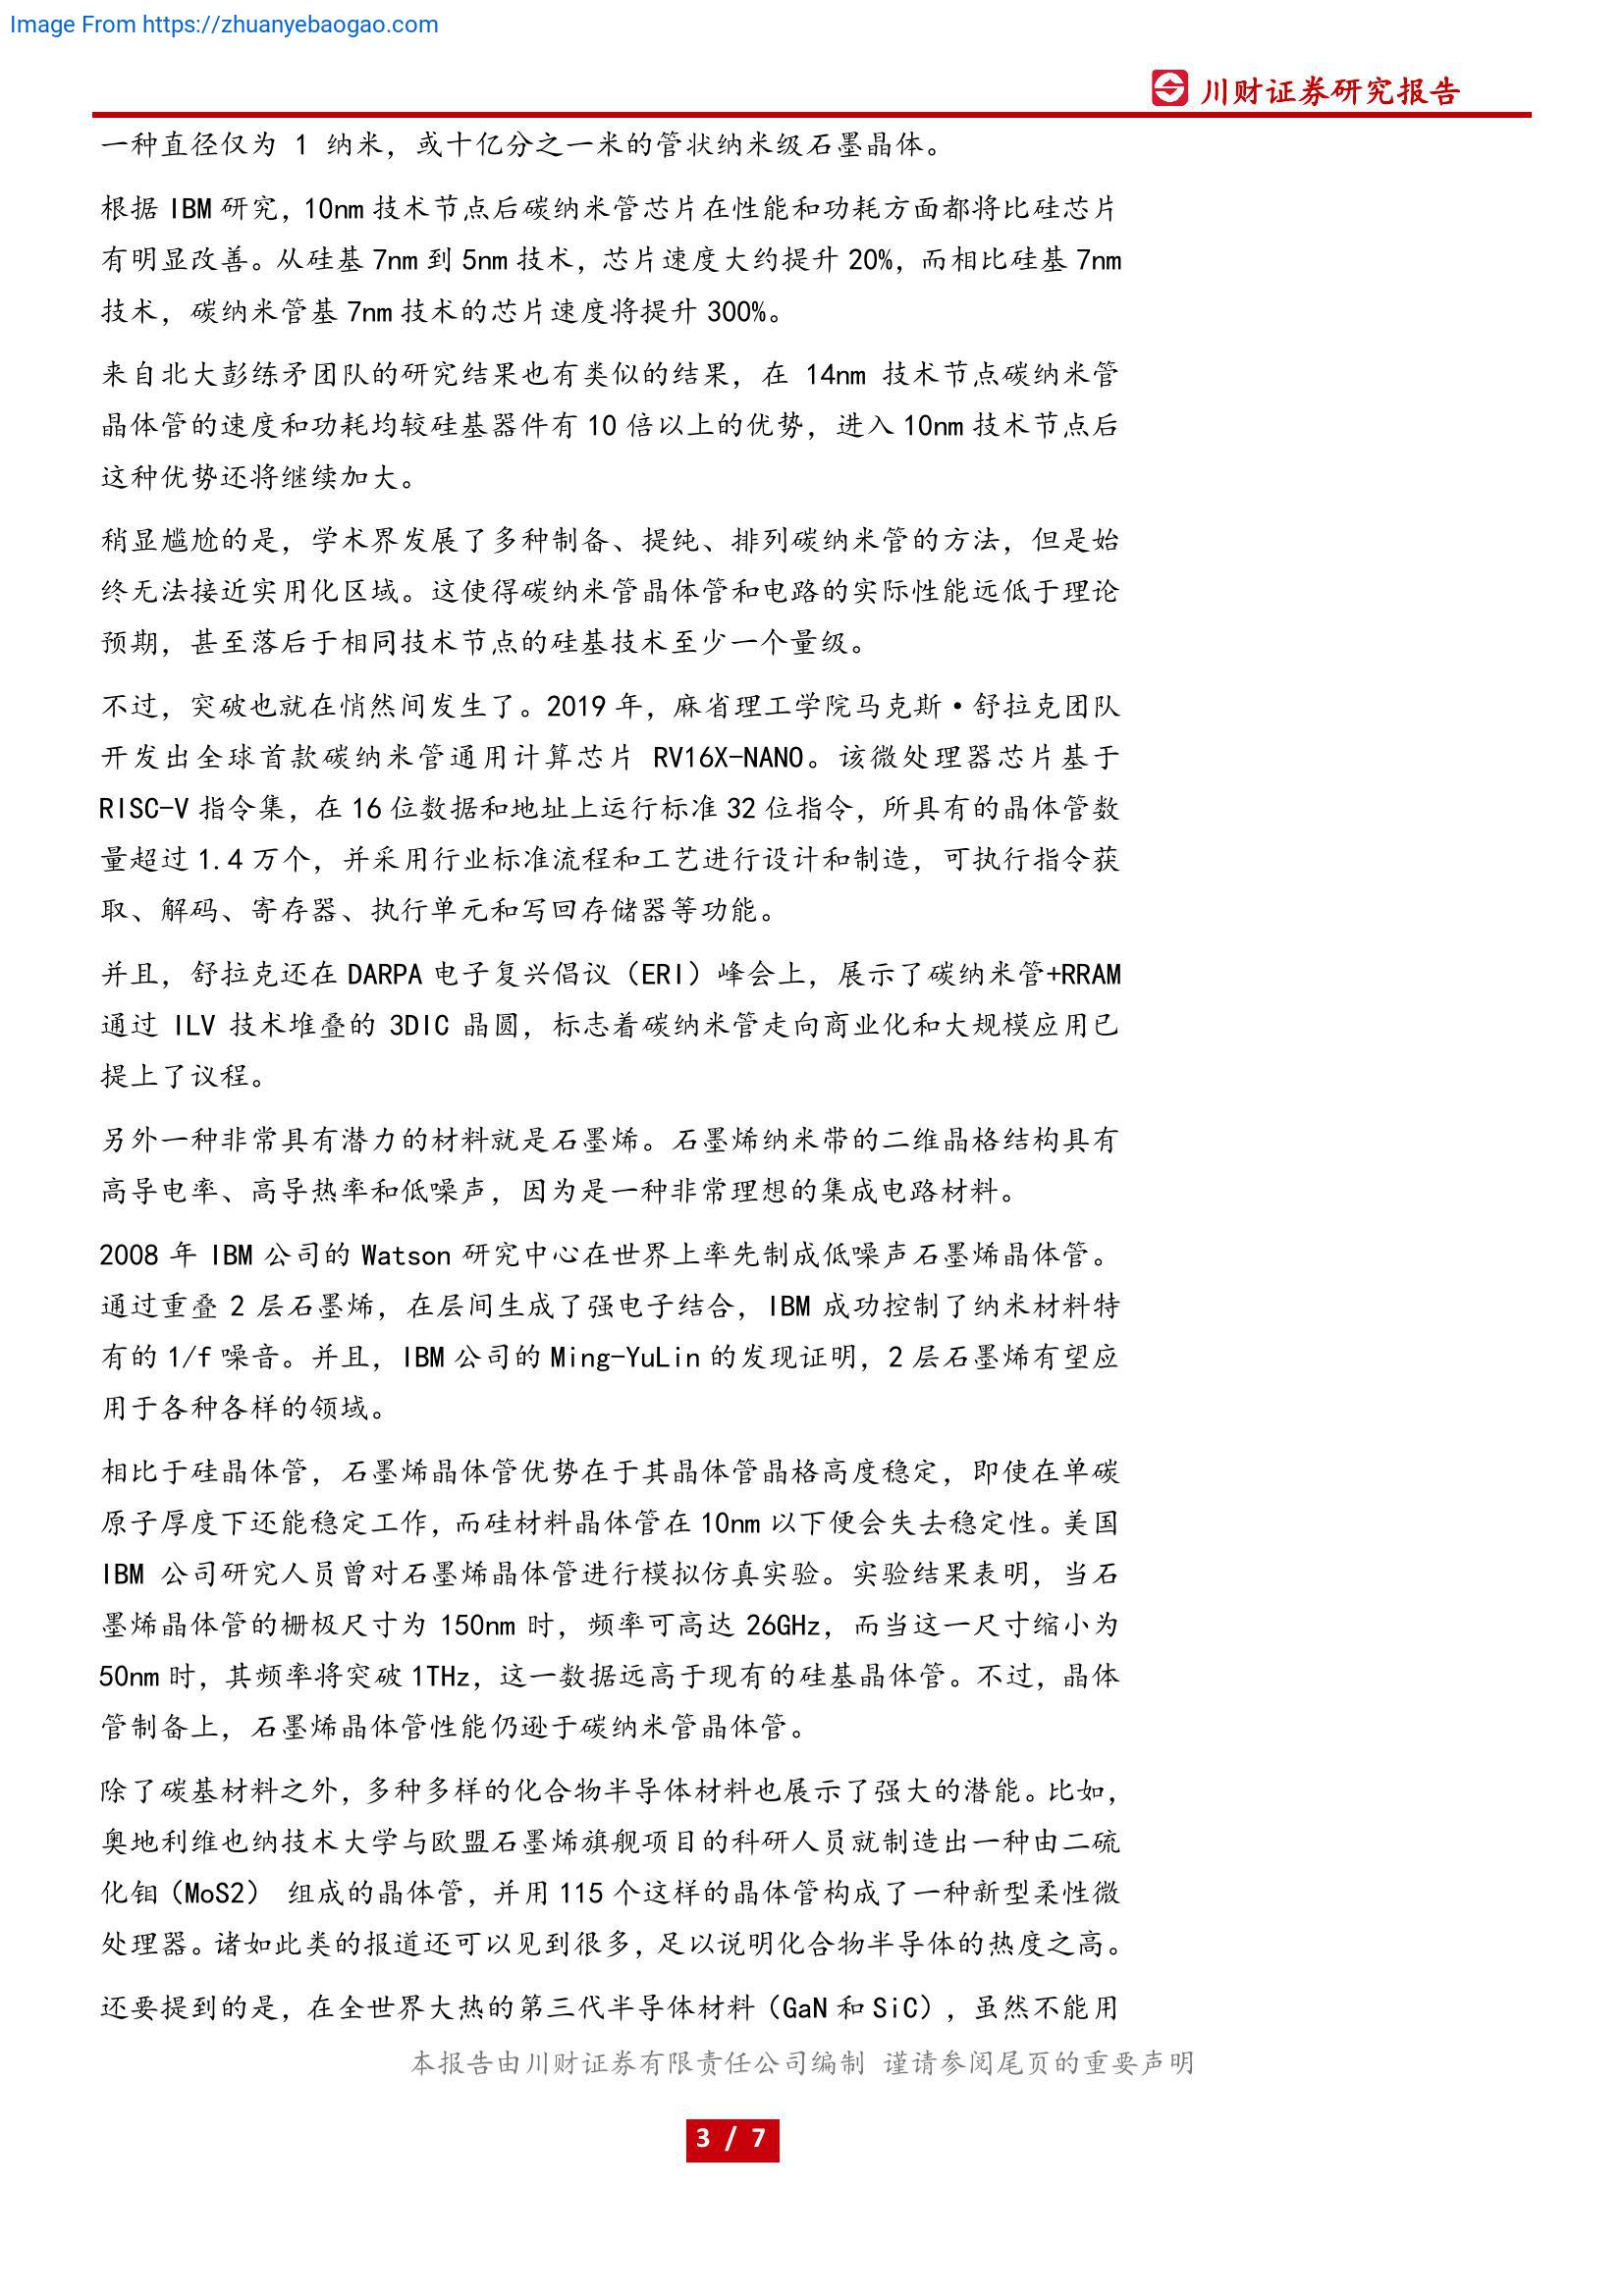 Image From https://zhuanyebaogao.com
川财证券研究报告
一种直径仅为 1 纳米，或十亿分之一米的管状纳米级石墨晶体。
根据 IBM 研究，10nm 技术节点后碳纳米管芯片在性能和功耗方面都将比硅芯片
有明显改善。从硅基 7nm 到 5nm 技术，芯片速度大约提升 20%，而相比硅基 7nm
技术，碳纳米管基 7nm 技术的芯片速度将提升 300%。
来自北大彭练矛团队的研究结果也有类似的结果，在 14nm 技术节点碳纳米管
晶体管的速度和功耗均较硅基器件有 10 倍以上的优势，进入 10nm 技术节点后
这种优势还将继续加大。
稍显尴尬的是，学术界发展了多种制备、提纯、排列碳纳米管的方法，但是始
终无法接近实用化区域。这使得碳纳米管晶体管和电路的实际性能远低于理论
预期，甚至落后于相同技术节点的硅基技术至少一个量级。
不过，突破也就在悄然间发生了。2019 年，麻省理工学院马克斯·舒拉克团队
开发出全球首款碳纳米管通用计算芯片 RV16X-NANO。该微处理器芯片基于
RISC-V 指令集，在 16 位数据和地址上运行标准 32 位指令，所具有的晶体管数
量超过 1.4 万个，并采用行业标准流程和工艺进行设计和制造，可执行指令获
取、解码、寄存器、执行单元和写回存储器等功能。
并且，舒拉克还在 DARPA 电子复兴倡议（ERI）峰会上，展示了碳纳米管+RRAM
通过 ILV 技术堆叠的 3DIC 晶圆，标志着碳纳米管走向商业化和大规模应用已
提上了议程。
另外一种非常具有潜力的材料就是石墨烯。石墨烯纳米带的二维晶格结构具有
高导电率、高导热率和低噪声，因为是一种非常理想的集成电路材料。
2008 年 IBM 公司的 Watson 研究中心在世界上率先制成低噪声石墨烯晶体管。
通过重叠 2 层石墨烯，在层间生成了强电子结合，IBM 成功控制了纳米材料特
有的 1/f 噪音。并且，IBM 公司的 Ming-YuLin 的发现证明，2 层石墨烯有望应
用于各种各样的领域。
相比于硅晶体管，石墨烯晶体管优势在于其晶体管晶格高度稳定，即使在单碳
原子厚度下还能稳定工作，而硅材料晶体管在 10nm 以下便会失去稳定性。美国
IBM 公司研究人员曾对石墨烯晶体管进行模拟仿真实验。实验结果表明，当石
墨烯晶体管的栅极尺寸为 150nm 时，频率可高达 26GHz，而当这一尺寸缩小为
50nm 时，其频率将突破 1THz，这一数据远高于现有的硅基晶体管。不过，晶体
管制备上，石墨烯晶体管性能仍逊于碳纳米管晶体管。
除了碳基材料之外，多种多样的化合物半导体材料也展示了强大的潜能。比如，
奥地利维也纳技术大学与欧盟石墨烯旗舰项目的科研人员就制造出一种由二硫
化钼（MoS2） 组成的晶体管，并用 115 个这样的晶体管构成了一种新型柔性微
处理器。诸如此类的报道还可以见到很多，足以说明化合物半导体的热度之高。
还要提到的是，在全世界大热的第三代半导体材料（GaN 和 SiC），虽然不能用
本报告由川财证券有限责任公司编制 谨请参阅尾页的重要声明
3 / 7